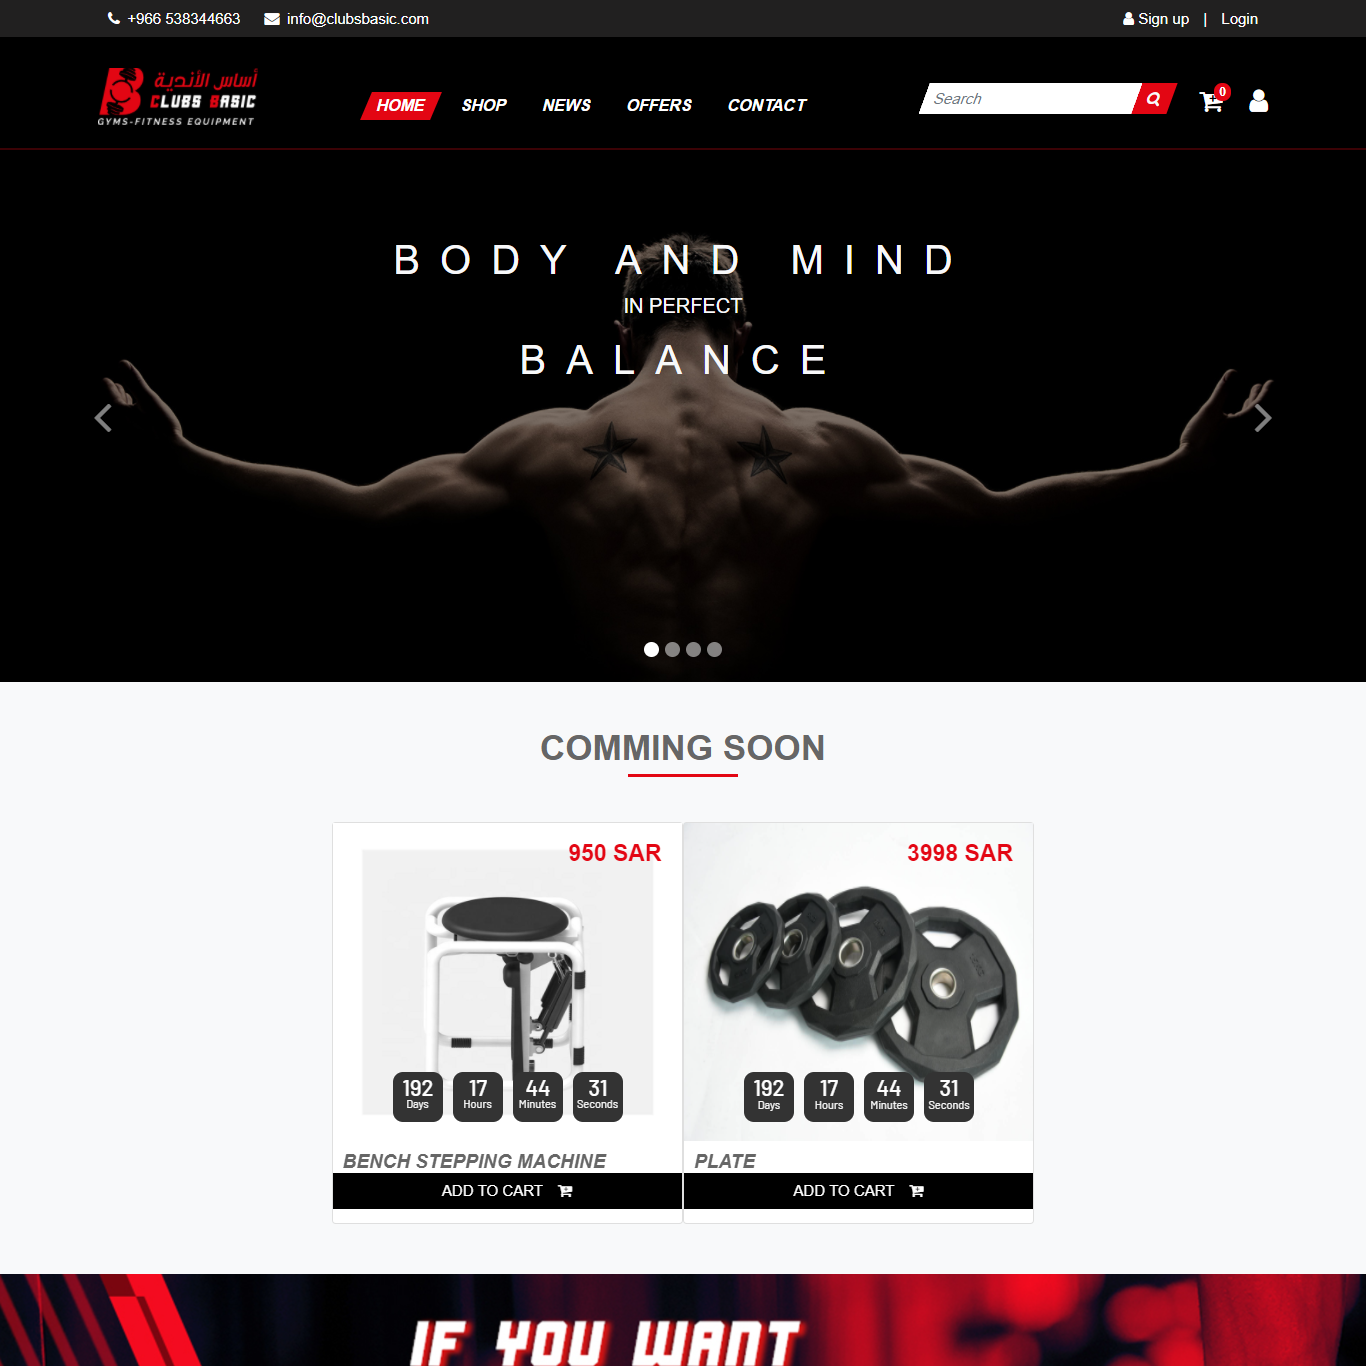 +966 538344663 info@clubsbasic.com Sign up | Login
أساس الأندية
CLUBS BASIC
GYMS-FITNESS EQUIPMENT
HOME SHOP NEWS OFFERS CONTACT
Search
0
BODY AND MIND
IN PERFECT
BALANCE
COMMING SOON
950 SAR
192 17 44 31
Days Hours Minutes Seconds
BENCH STEPPING MACHINE
ADD TO CART
3998 SAR
192 17 44 31
Days Hours Minutes Seconds
PLATE
ADD TO CART
IF YOU WANT